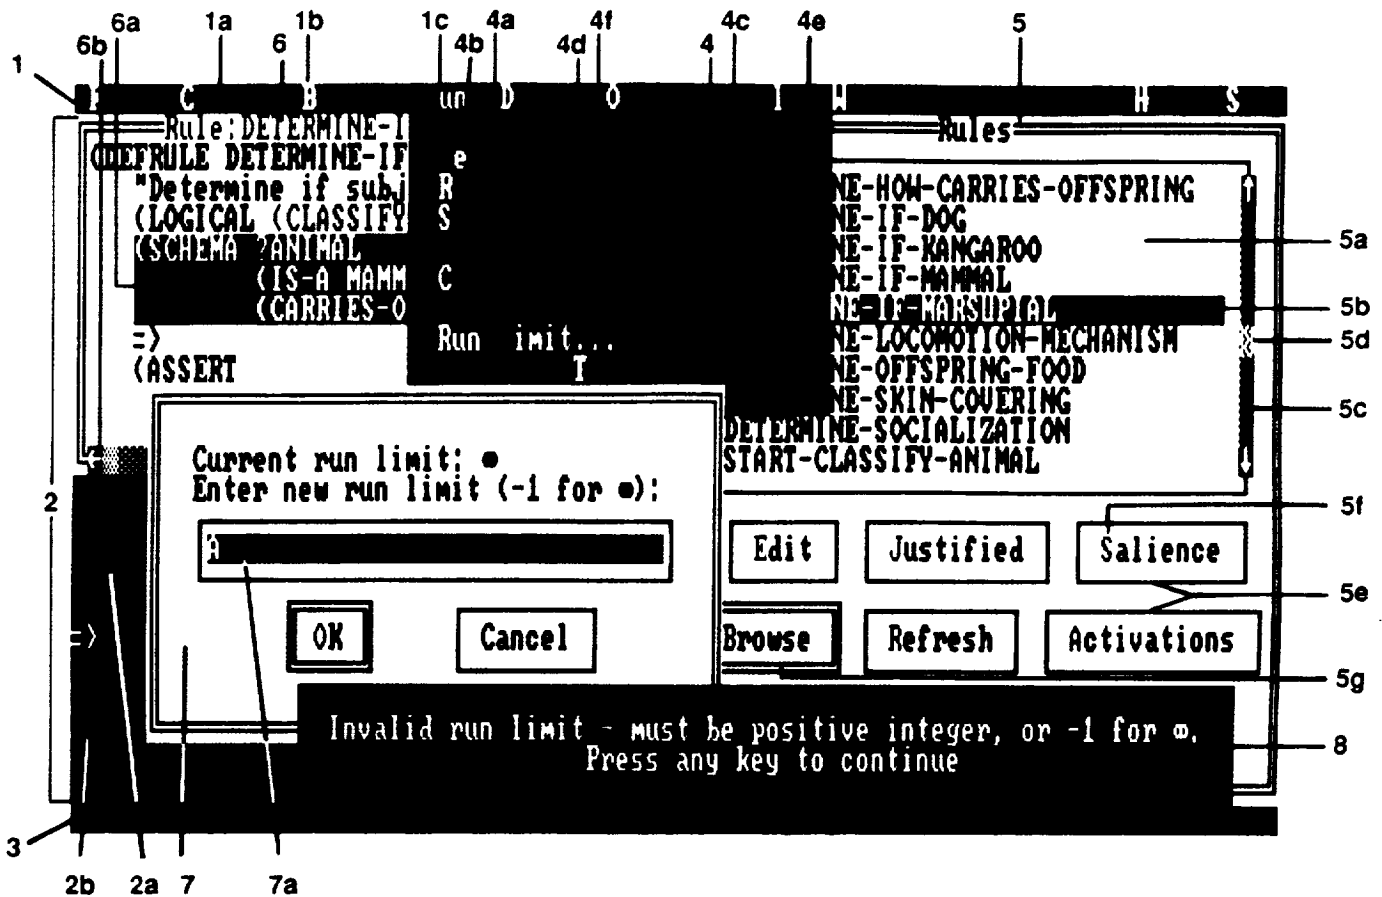 6a 1a 1b 1c 4a 4f 4c 4e 5
6b 6 4b 4d 4
1
C B un D O I W H S
Rule:DETERMINE-I
Rules
(DEFRULE DETERMINE-IF
e
"Determine if subj
R
NE-HOW-CARRIES-OFFSPRING
(LOGICAL (CLASSIFY
S
NE-IF-DOG
(SCHEMA ?ANIMAL
NE-IF-KANGAROO
5a
(IS-A MAMM
C
NE-IF-MAMMAL
(CARRIES-O
NE-IF-MARSUPIAL
5b
=>
Run imit...
NE-LOCOMOTION-MECHANISM
5d
(ASSERT
T
NE-OFFSPRING-FOOD
NE-SKIN-COVERING
5c
DETERMINE-SOCIALIZATION
Current run limit: ∞
START-CLASSIFY-ANIMAL
Enter new run limit (-1 for ∞):
2
5f
A
Edit Justified Salience
5e
=>
OK Cancel
Browse Refresh Activations
5g
Invalid run limit - must be positive integer, or -1 for ∞.
8
Press any key to continue
3
2b 2a 7 7a